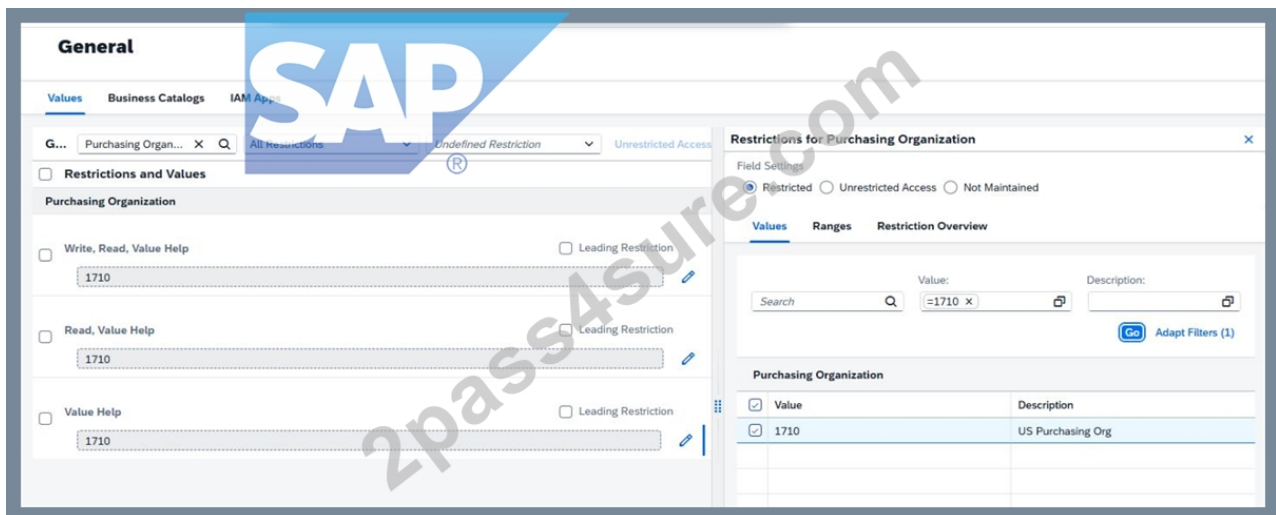 General
Values Business Catalogs IAM Apps
G... Purchasing Organ... All Restrictions Undefined Restriction Unrestricted Access
Restrictions and Values
Purchasing Organization
Write, Read, Value Help Leading Restriction
1710
Read, Value Help Leading Restriction
1710
Value Help Leading Restriction
1710
Restrictions for Purchasing Organization
Field Settings
Restricted Unrestricted Access Not Maintained
Values Ranges Restriction Overview
Value: Description:
Search =1710
Go Adapt Filters (1)
Purchasing Organization
Value Description
1710 US Purchasing Org
SAP ®
2pass4sure.com